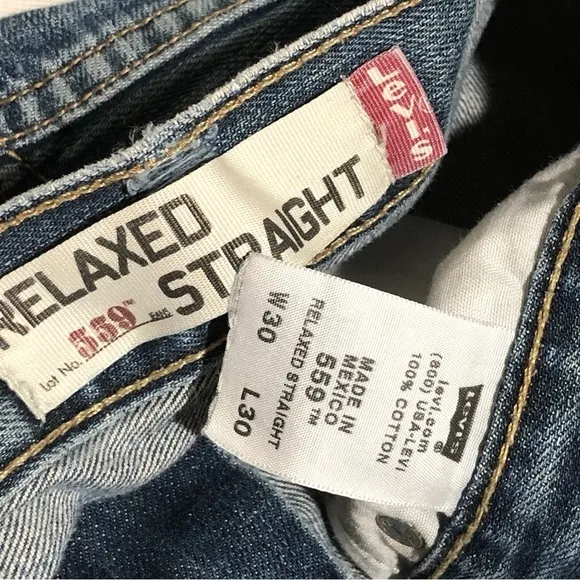 RELAXED
STRAIGHT
Lot No. 559™ JEANS
Levi's
LEVI'S
®
levi.com
(800) USA-LEVI
100% COTTON
MADE IN
MEXICO
559™
RELAXED STRAIGHT
W 30 L 30